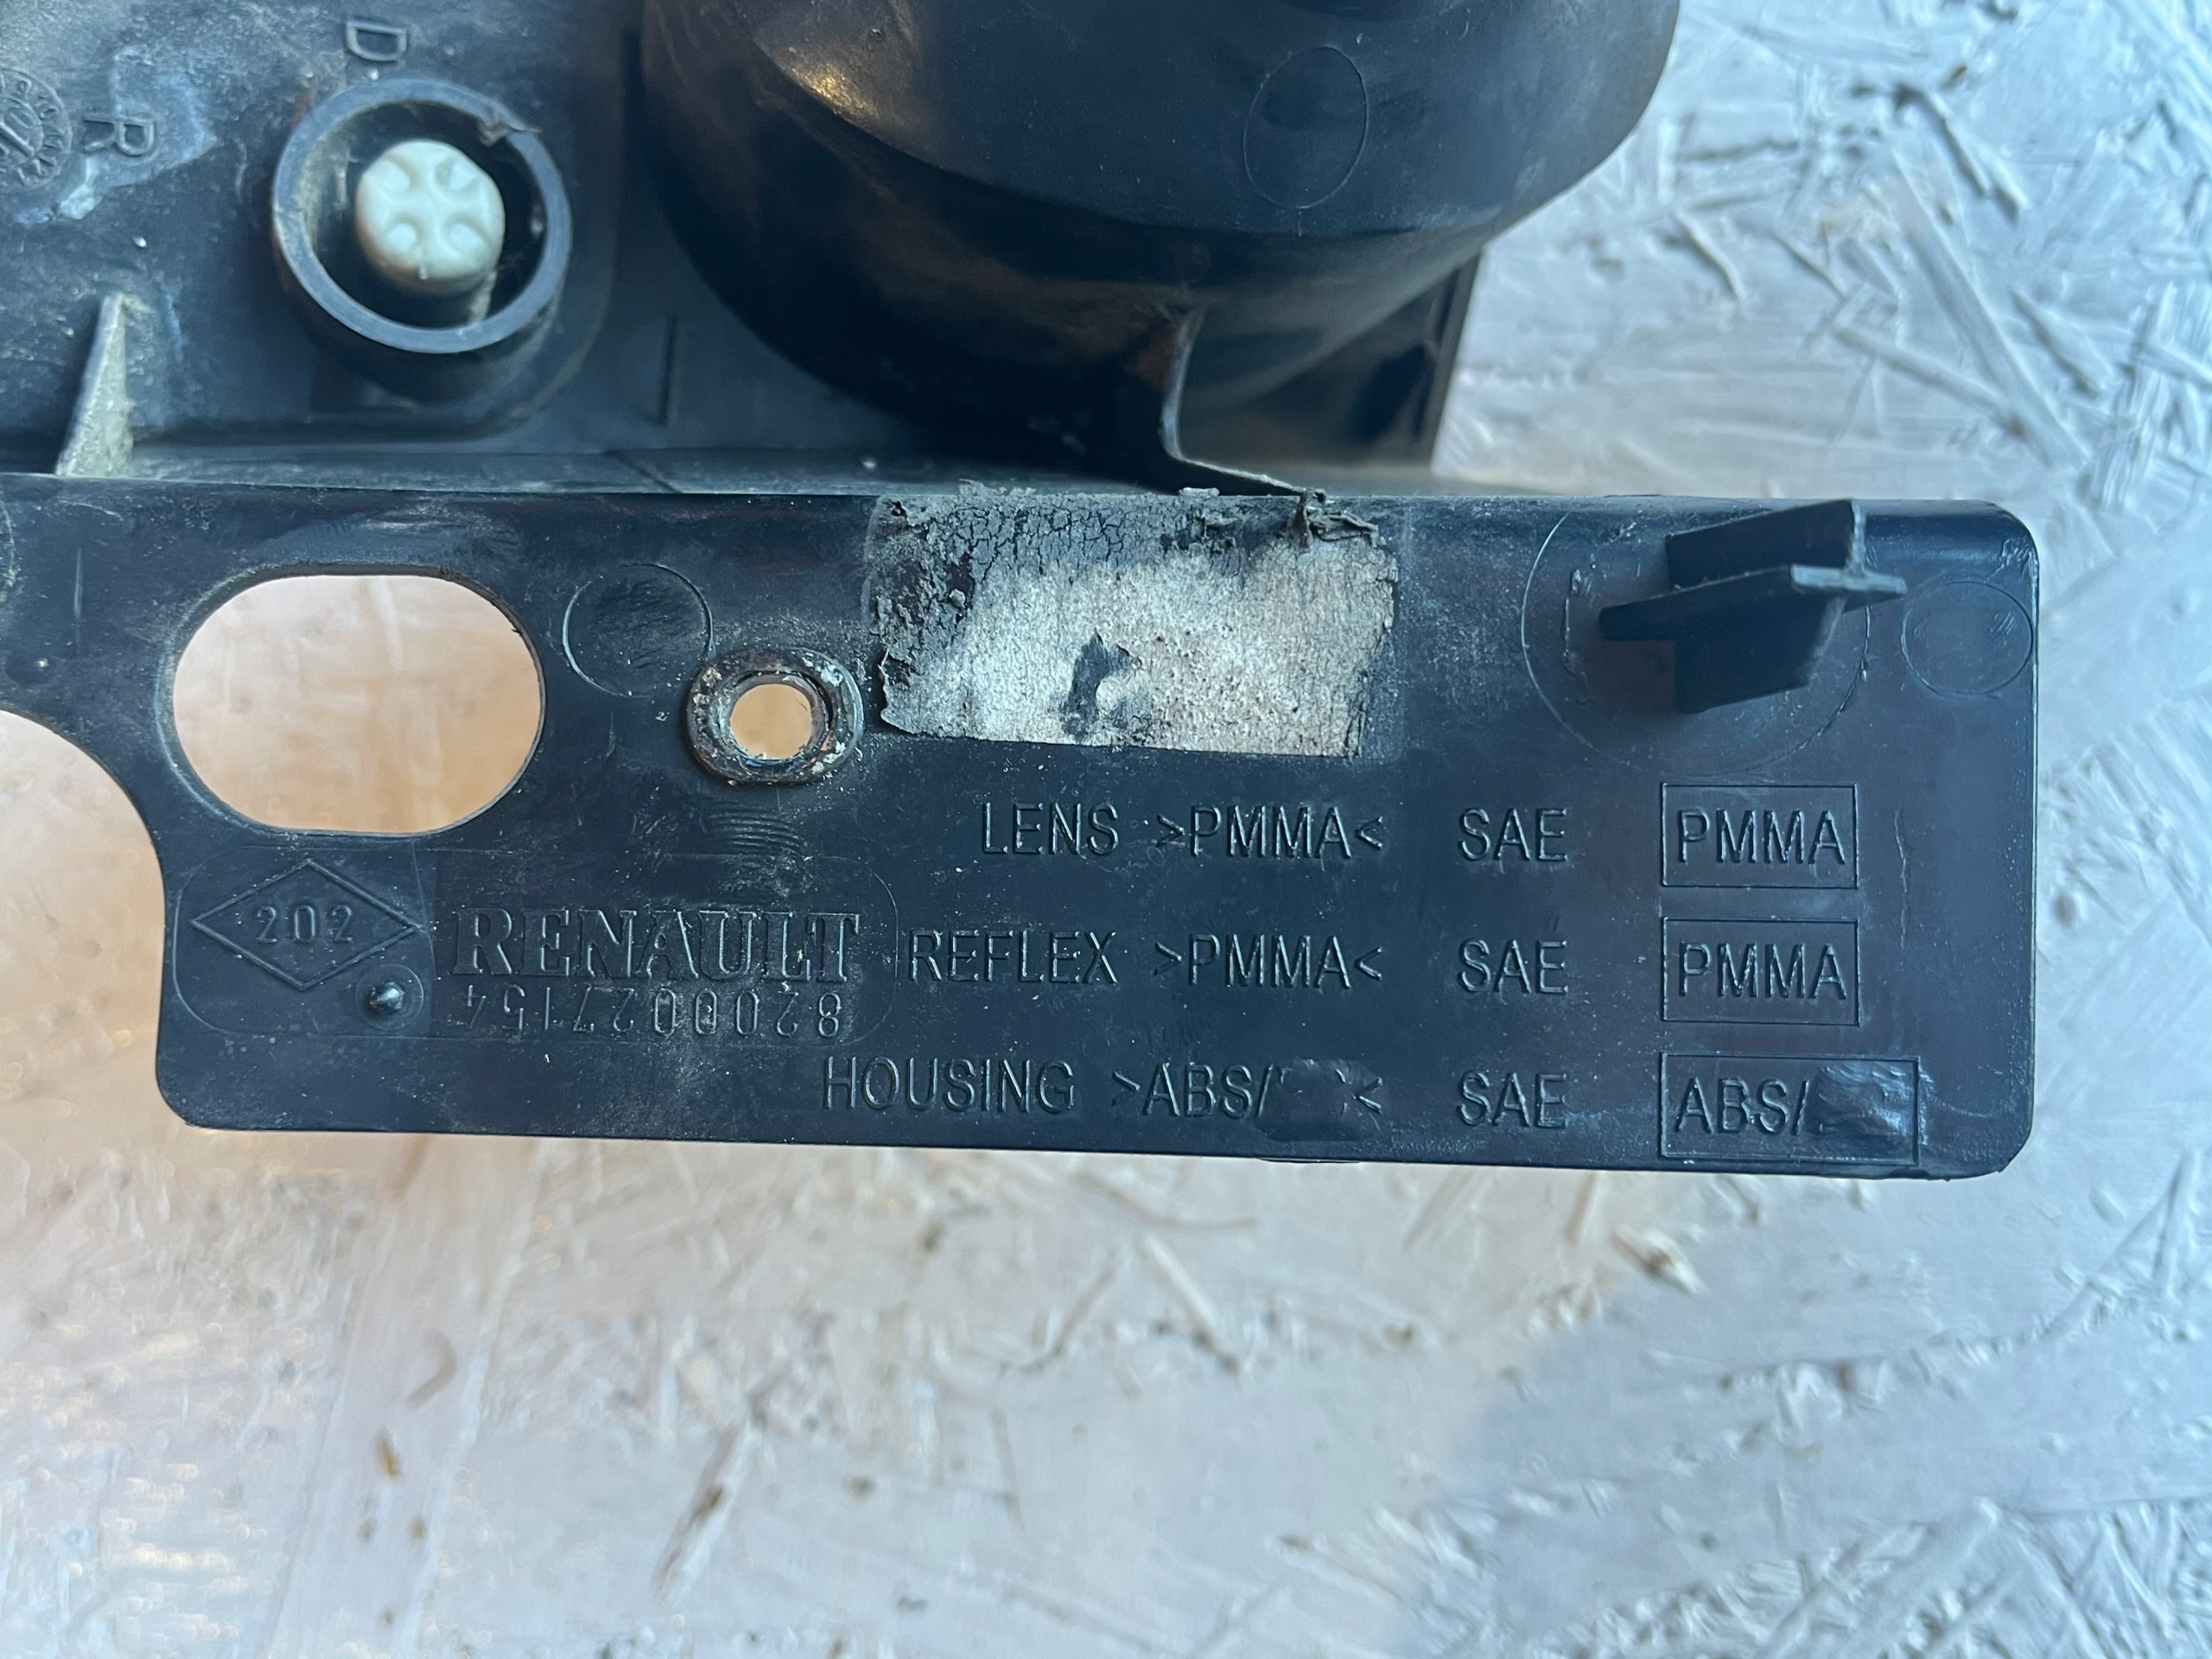 D
R
LENS >PMMA< SAE PMMA
202 RENAULT REFLEX >PMMA< SAE PMMA
8200027154
HOUSING >ABS/ < SAE ABS/